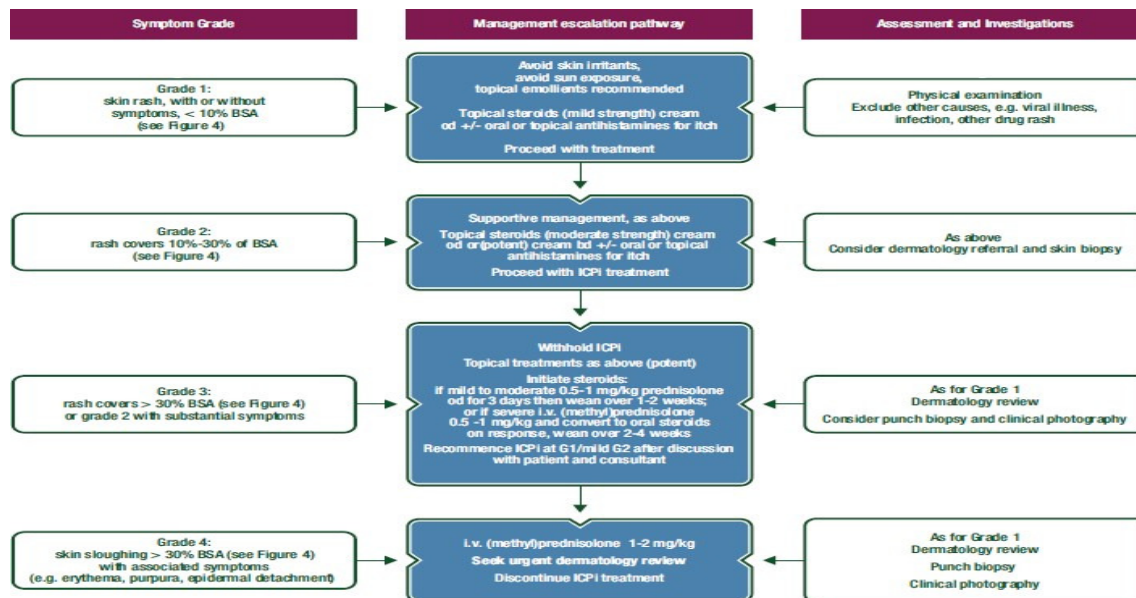 Symptom Grade
Management escalation pathway
Assessment and Investigations
Grade 1:
skin rash, with or without
symptoms, < 10% BSA
(see Figure 4)
Avoid skin irritants,
avoid sun exposure,
topical emollients recommended
Topical steroids (mild strength) cream
od +/- oral or topical antihistamines for itch
Proceed with treatment
Physical examination
Exclude other causes, e.g. viral illness,
infection, other drug rash
Grade 2:
rash covers 10%-30% of BSA
(see Figure 4)
Supportive management, as above
Topical steroids (moderate strength) cream
od or(potent) cream bd +/- oral or topical
antihistamines for itch
Proceed with ICPi treatment
As above
Consider dermatology referral and skin biopsy
Grade 3:
rash covers > 30% BSA (see Figure 4)
or grade 2 with substantial symptoms
Withhold ICPi
Topical treatments as above (potent)
Initiate steroids:
if mild to moderate 0.5-1 mg/kg prednisolone
od for 3 days then wean over 1-2 weeks;
or if severe i.v. (methyl)prednisolone
0.5 -1 mg/kg and convert to oral steroids
on response, wean over 2-4 weeks
Recommence ICPi at G1/mild G2 after discussion
with patient and consultant
As for Grade 1
Dermatology review
Consider punch biopsy and clinical photography
Grade 4:
skin sloughing > 30% BSA (see Figure 4)
with associated symptoms
(e.g. erythema, purpura, epidermal detachment)
i.v. (methyl)prednisolone 1-2 mg/kg
Seek urgent dermatology review
Discontinue ICPi treatment
As for Grade 1
Dermatology review
Punch biopsy
Clinical photography